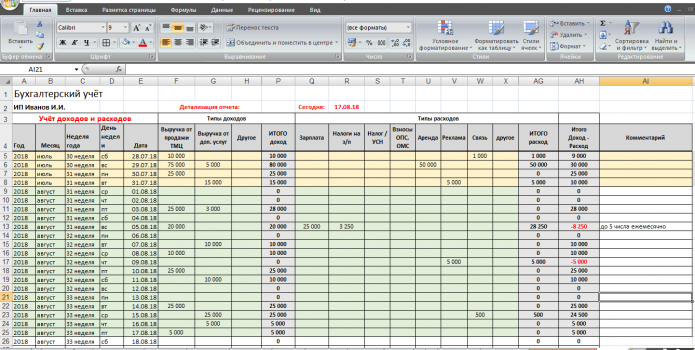 Главная Вставка Разметка страницы Формулы Данные Рецензирование Вид
Calibri 9 Перенос текста (все форматы) Вставить Σ
Вставить Ж К Ч Объединить и поместить в центре % 000 Условное форматирование Форматировать как таблицу Стили ячеек Удалить Формат Сортировка и фильтр Найти и выделить
Буфер обмена Шрифт Выравнивание Число Стили Ячейки Редактирование
AI21 fx
A B C D E F G H P Q R S T U V W X AG AH AI
1 Бухгалтерский учёт
2 ИП Иванов И.И. Детализация отчета: Сегодня: 17.08.18
3 Учёт доходов и расходов Типы доходов Типы расходов
4 Год Месяц Неделя года День недели Дата Выручка от продажи ТМЦ Выручка от доп. услуг Другое ИТОГО доход Зарплата Налоги на з/п Налог / УСН Взносы ОПС, ОМС Аренда Реклама Связь другое ИТОГО расход Итого Доход - Расход Комментарий
5 2018 июль 30 неделя сб 28.07.18 10 000 10 000 1 000 1 000 9 000
6 2018 июль 30 неделя вс 29.07.18 75 000 5 000 80 000 50 000 50 000 30 000
7 2018 июль 31 неделя пн 30.07.18 25 000 25 000 0 25 000
8 2018 июль 31 неделя вт 31.07.18 15 000 15 000 5 000 5 000 10 000
9 2018 август 31 неделя ср 01.08.18 0 0 0
10 2018 август 31 неделя чт 02.08.18 0 0 0
11 2018 август 31 неделя пт 03.08.18 25 000 3 000 28 000 0 28 000
12 2018 август 31 неделя сб 04.08.18 0 0 0
13 2018 август 31 неделя вс 05.08.18 20 000 20 000 25 000 3 250 28 250 -8 250 до 5 числа ежемесячно
14 2018 август 32 неделя пн 06.08.18 0 0 0
15 2018 август 32 неделя вт 07.08.18 10 000 10 000 0 10 000
16 2018 август 32 неделя ср 08.08.18 10 000 10 000 0 10 000
17 2018 август 32 неделя чт 09.08.18 0 5 000 5 000 -5 000
18 2018 август 32 неделя пт 10.08.18 25 000 25 000 0 25 000
19 2018 август 32 неделя сб 11.08.18 10 000 10 000 0 10 000
20 2018 август 32 неделя вс 12.08.18 0 0 0
21 2018 август 33 неделя пн 13.08.18 0 0 0
22 2018 август 33 неделя вт 14.08.18 25 000 25 000 0 25 000
23 2018 август 33 неделя ср 15.08.18 25 000 25 000 500 500 24 500
24 2018 август 33 неделя чт 16.08.18 5 000 5 000 0 5 000
25 2018 август 33 неделя пт 17.08.18 5 000 5 000 0 5 000
26 2018 август 33 неделя сб 18.08.18 0 0 0